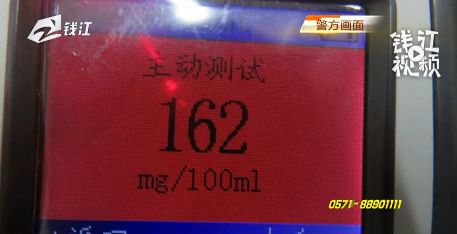 钱江
警方画面
钱江
视频
主动测试
162
mg/100ml
0571-88901111